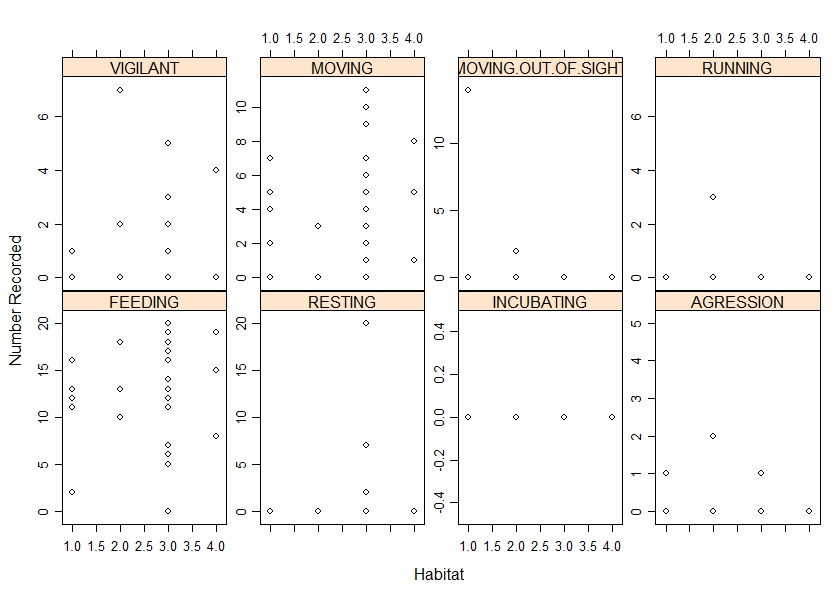 1.0 1.5 2.0 2.5 3.0 3.5 4.0 1.0 1.5 2.0 2.5 3.0 3.5 4.0
VIGILANT MOVING MOVING.OUT.OF.SIGHT RUNNING
6 10 10 6
8
4 6 4
5
2 4 2
2
0 0 0 0
FEEDING RESTING INCUBATING AGRESSION
20 20 0.4 5
15 15 0.2 4
10 10 0.0 3
5 5 -0.2 2
0 0 -0.4 1
0
1.0 1.5 2.0 2.5 3.0 3.5 4.0 1.0 1.5 2.0 2.5 3.0 3.5 4.0
Number Recorded
Habitat